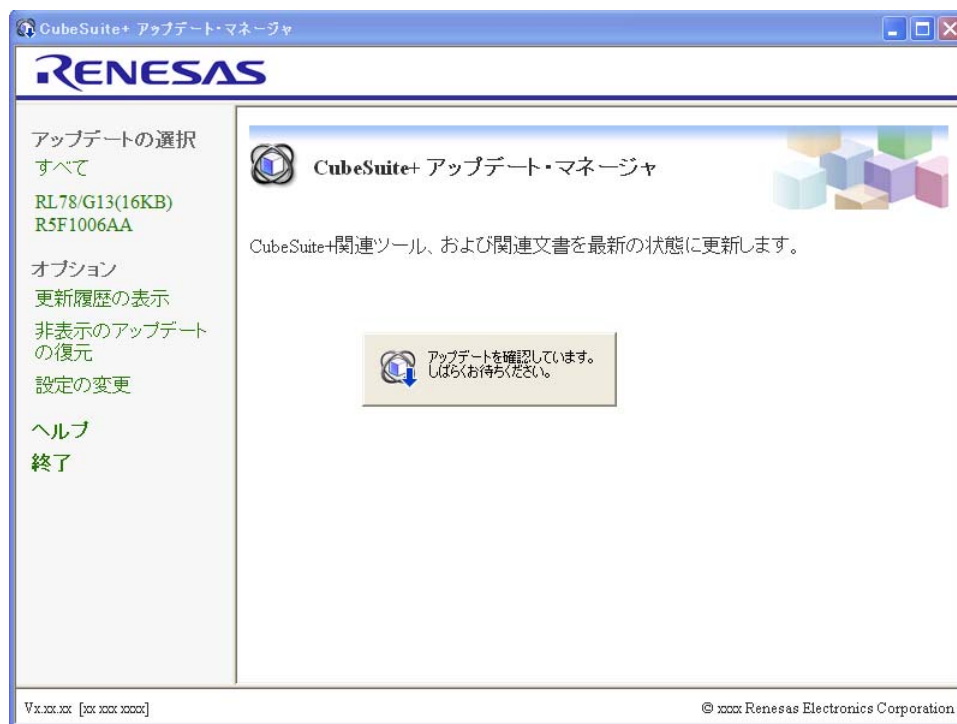 CubeSuite+ アップデート・マネージャ
RENESAS
アップデートの選択
すべて
RL78/G13(16KB)
R5F1006AA
オプション
更新履歴の表示
非表示のアップデート
の復元
設定の変更
ヘルプ
終了
CubeSuite+ アップデート・マネージャ
CubeSuite+関連ツール、および関連文書を最新の状態に更新します。
アップデートを確認しています。
しばらくお待ちください。
Vx.xx.xx [xx xxx xxxx]
© xxxx Renesas Electronics Corporation